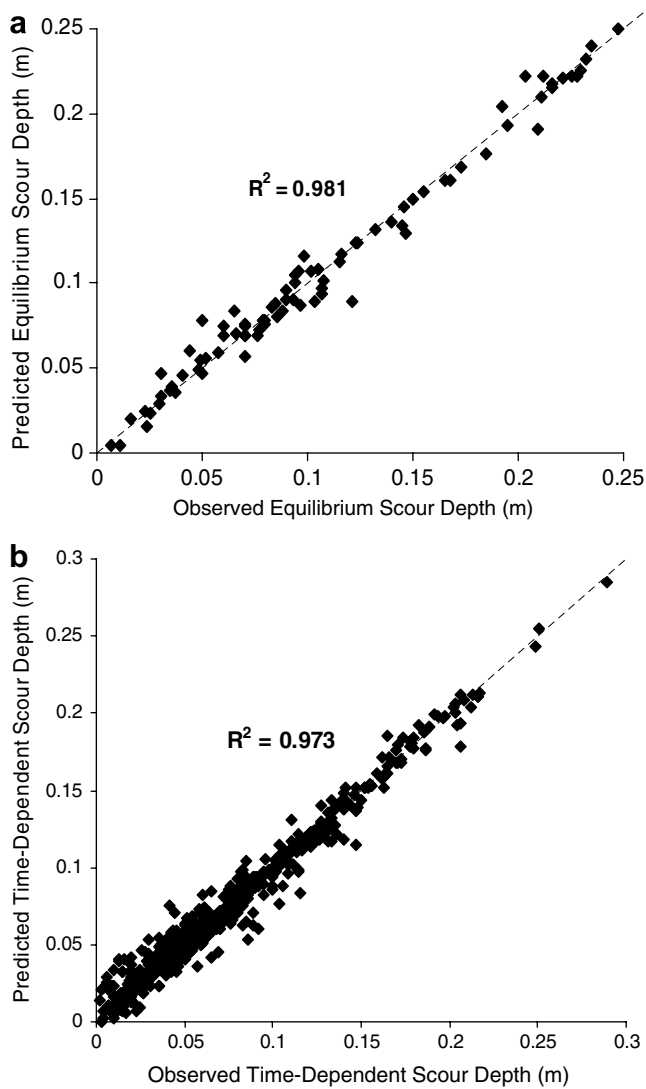 a
Predicted Equilibrium Scour Depth (m)
0.25
0.2
0.15
0.1
0.05
0
R² = 0.981
0 0.05 0.1 0.15 0.2 0.25
Observed Equilibrium Scour Depth (m)
b
Predicted Time-Dependent Scour Depth (m)
0.3
0.25
0.2
0.15
0.1
0.05
0
R² = 0.973
0 0.05 0.1 0.15 0.2 0.25 0.3
Observed Time-Dependent Scour Depth (m)